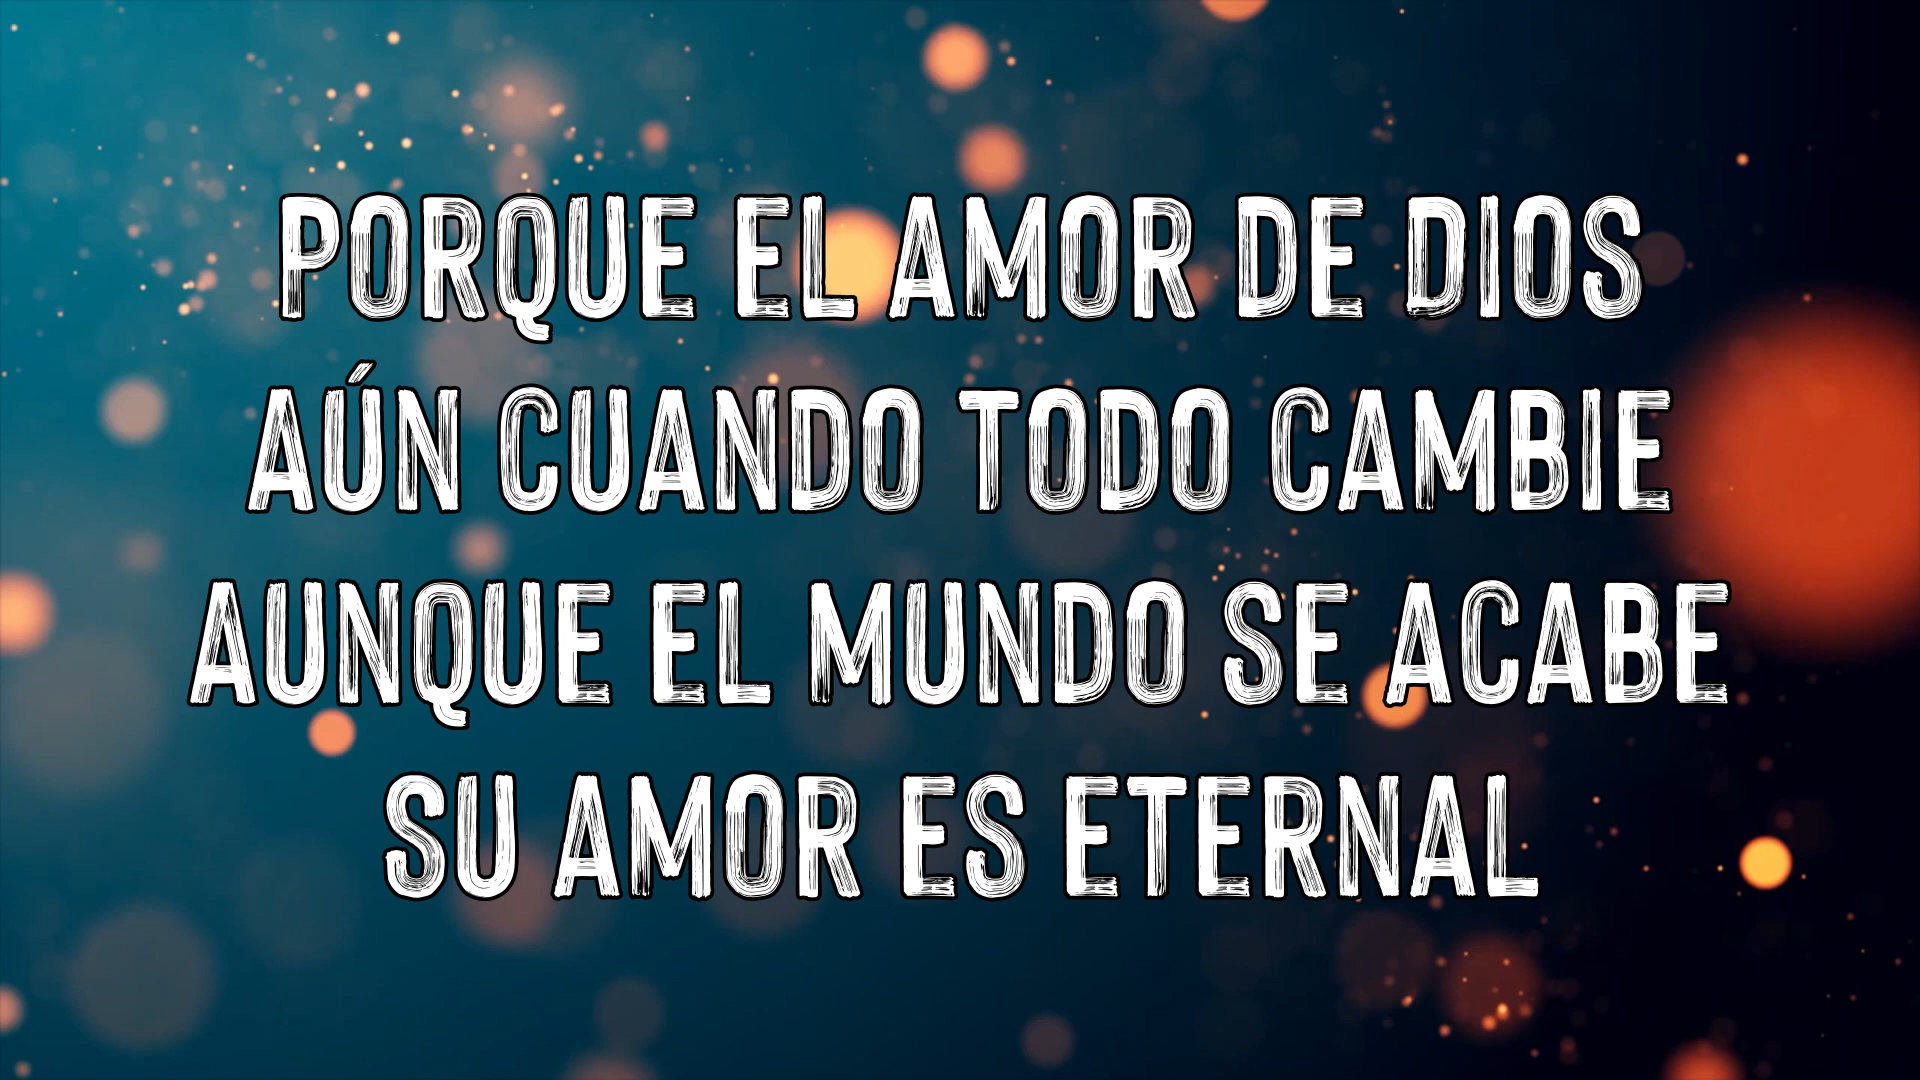 PORQUE EL AMOR DE DIOS
AÚN CUANDO TODO CAMBIE
AUNQUE EL MUNDO SE ACABE
SU AMOR ES ETERNAL